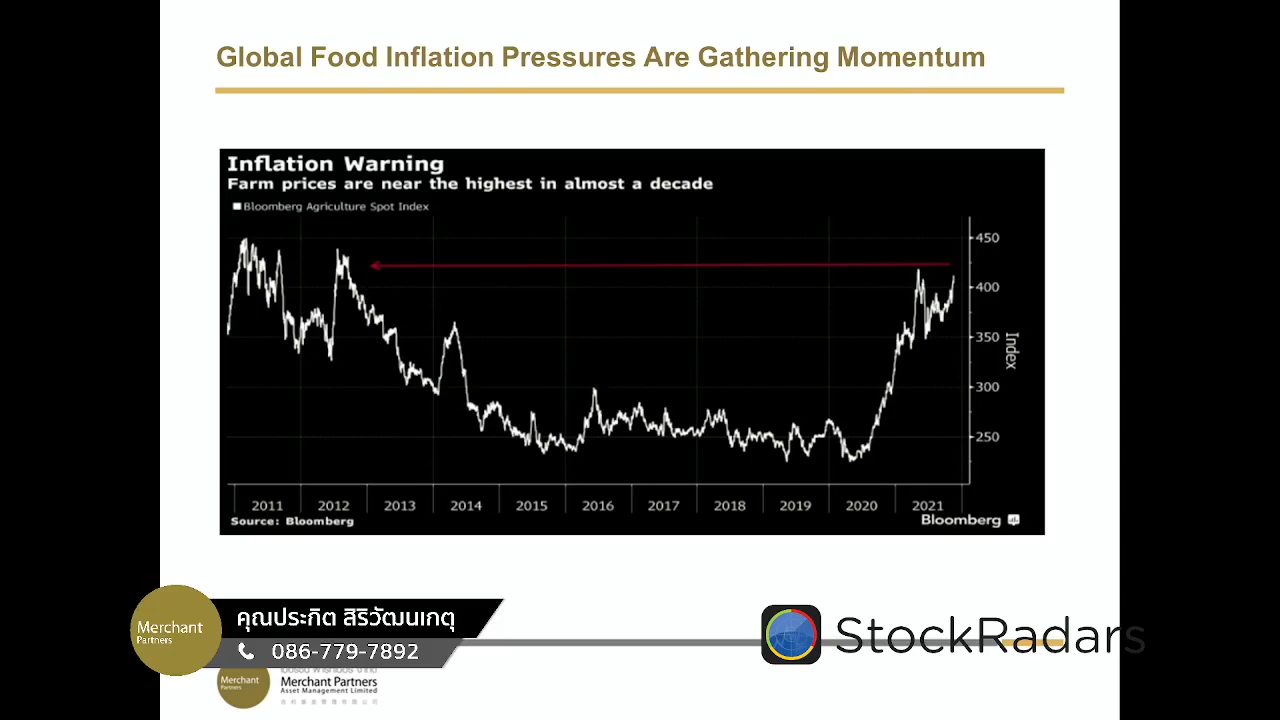 Global Food Inflation Pressures Are Gathering Momentum
Inflation Warning
Farm prices are near the highest in almost a decade
Bloomberg Agriculture Spot Index
450
400
350
300
250
Index
2011 2012 2013 2014 2015 2016 2017 2018 2019 2020 2021
Source: Bloomberg
Bloomberg
Merchant
Partners
คุณประกิต สิริวัฒนเกตุ
086-779-7892
StockRadars
Merchant
Partners
Merchant Partners
Asset Management Limited